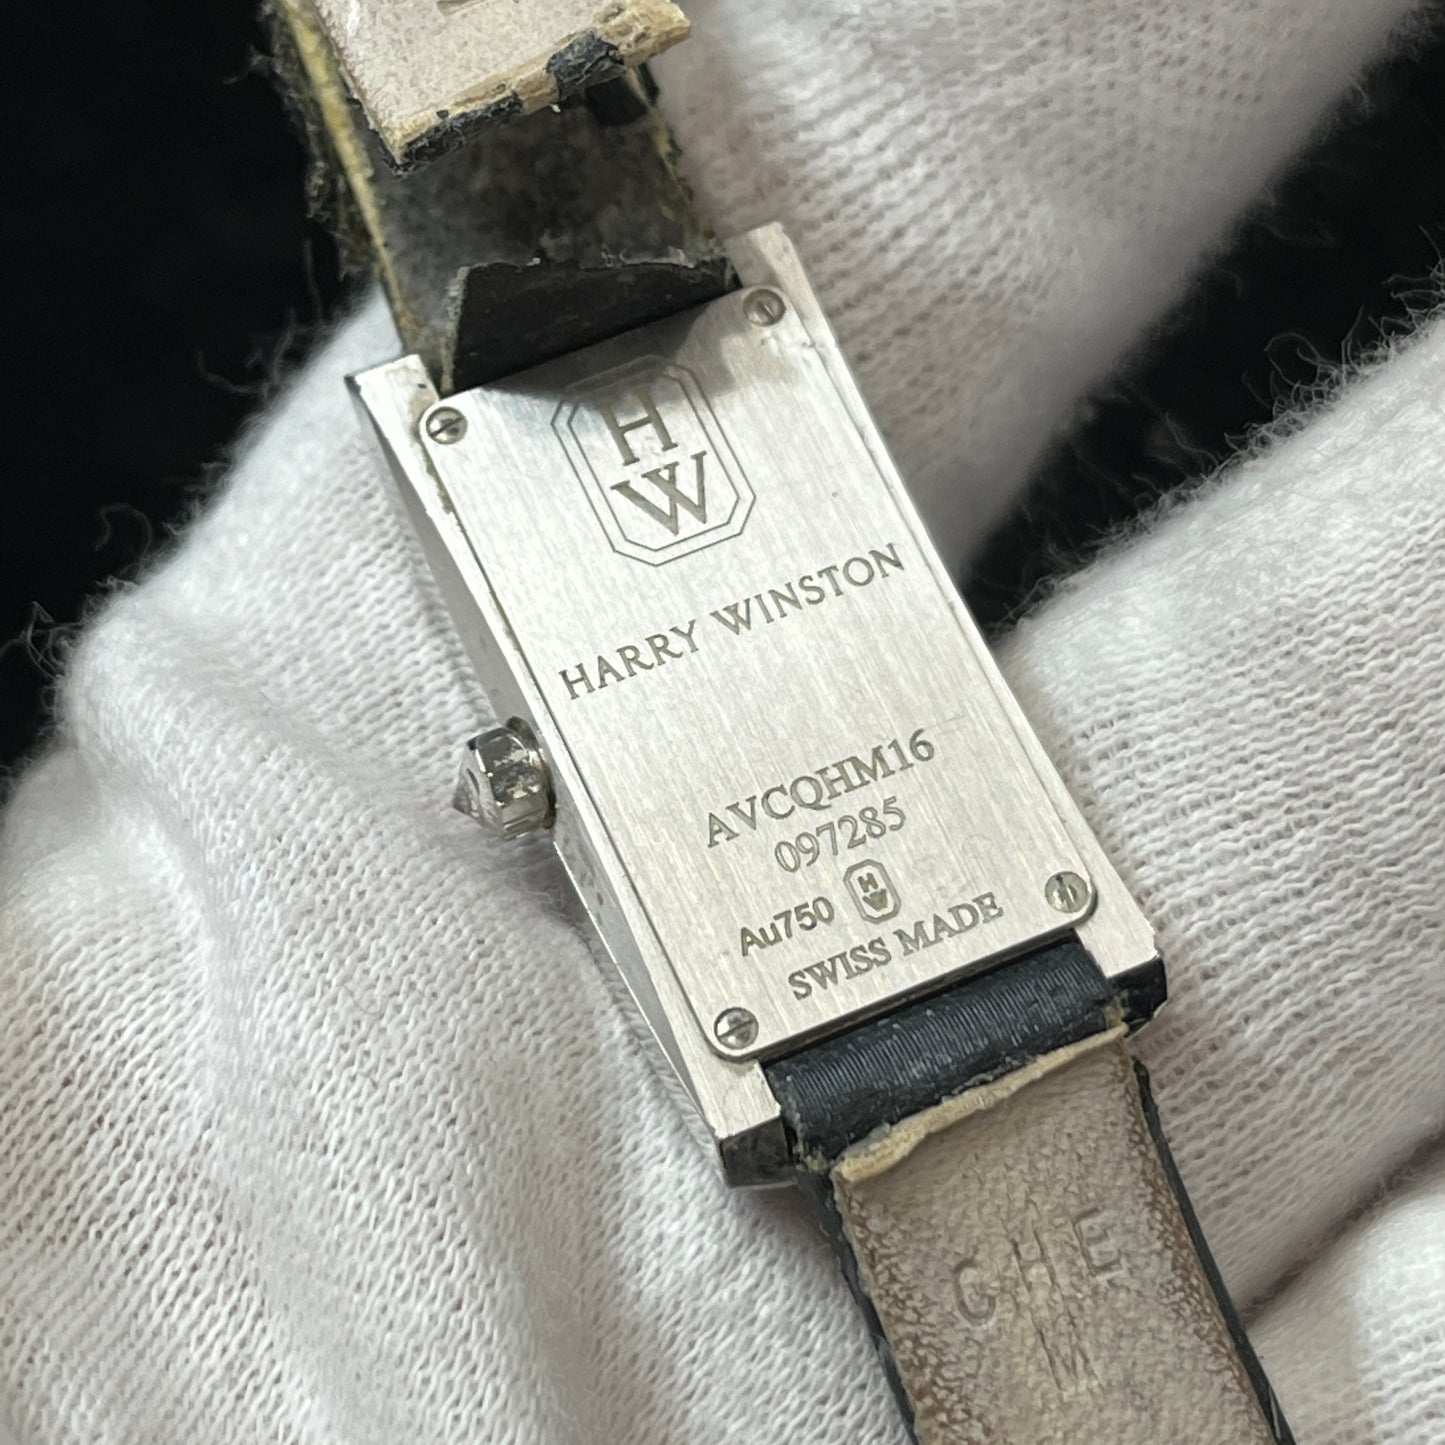 H
W
HARRY WINSTON
AVCQHM16
097285
Au750 HW
SWISS MADE
C H E
M